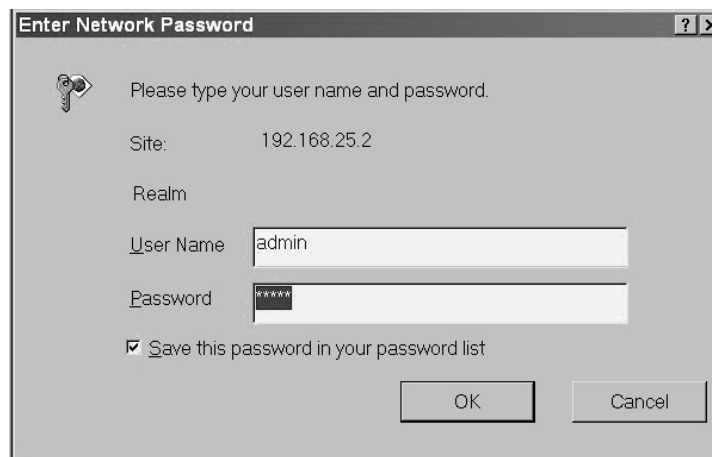 Enter Network Password
Please type your user name and password.
Site: 192.168.25.2
Realm
User Name admin
Password *****
Save this password in your password list
OK Cancel